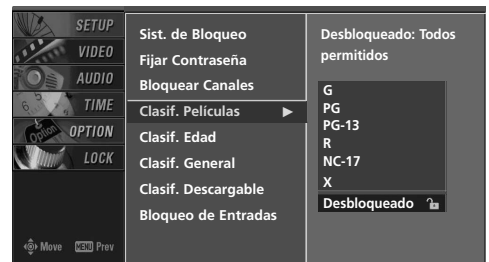 SETUP
VIDEO
AUDIO
TIME
OPTION
LOCK
Move MENU Prev
Sist. de Bloqueo
Fijar Contraseña
Bloquear Canales
Clasif. Películas ►
Clasif. Edad
Clasif. General
Clasif. Descargable
Bloqueo de Entradas
Desbloqueado: Todos
permitidos
G
PG
PG-13
R
NC-17
X
Desbloqueado